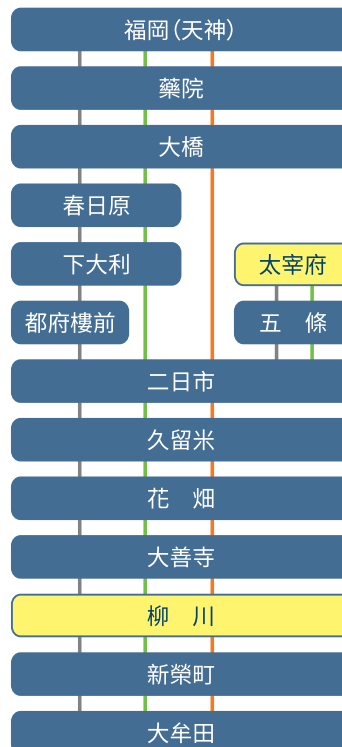 福岡（天神）
藥院
大橋
春日原
下大利
太宰府
都府樓前
五　條
二日市
久留米
花　畑
大善寺
柳　川
新榮町
大牟田